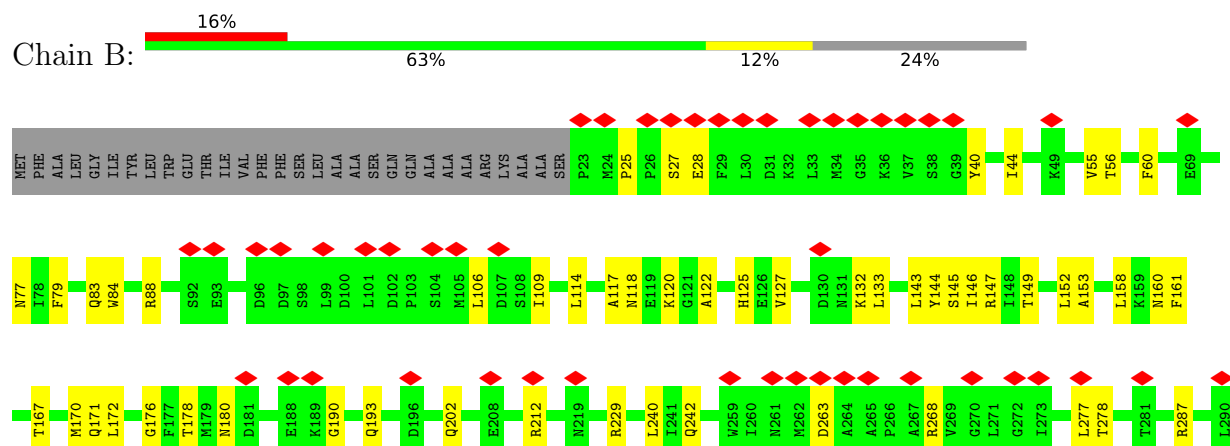 16%
Chain B:
63% 12% 24%
MET PHE ALA LEU GLY ILE TYR LEU TRP GLU THR ILE VAL PHE PHE SER LEU ALA ALA SER GLN GLN ALA ALA ALA ARG LYS ALA ALA SER P23 M24 P25 P26 S27 E28 F29 L30 D31 K32 L33 M34 G35 K36 V37 S38 G39 Y40 I44 K49 V55 T56 F60 E69
N77 I78 F79 Q83 W84 R88 S92 E93 D96 D97 S98 L99 D100 L101 D102 P103 S104 M105 L106 D107 S108 I109 L114 A117 N118 E119 K120 G121 A122 H125 E126 V127 D130 N131 K132 L133 L143 Y144 S145 I146 R147 I148 T149 L152 A153 L158 K159 N160 F161
T167 M170 Q171 L172 G176 F177 T178 M179 N180 D181 E188 K189 G190 Q193 D196 Q202 E208 R212 N219 R229 L240 I241 Q242 W259 I260 N261 M262 D263 A264 A265 P266 A267 R268 V269 G270 L271 G272 I273 L277 T278 I281 R287 L290